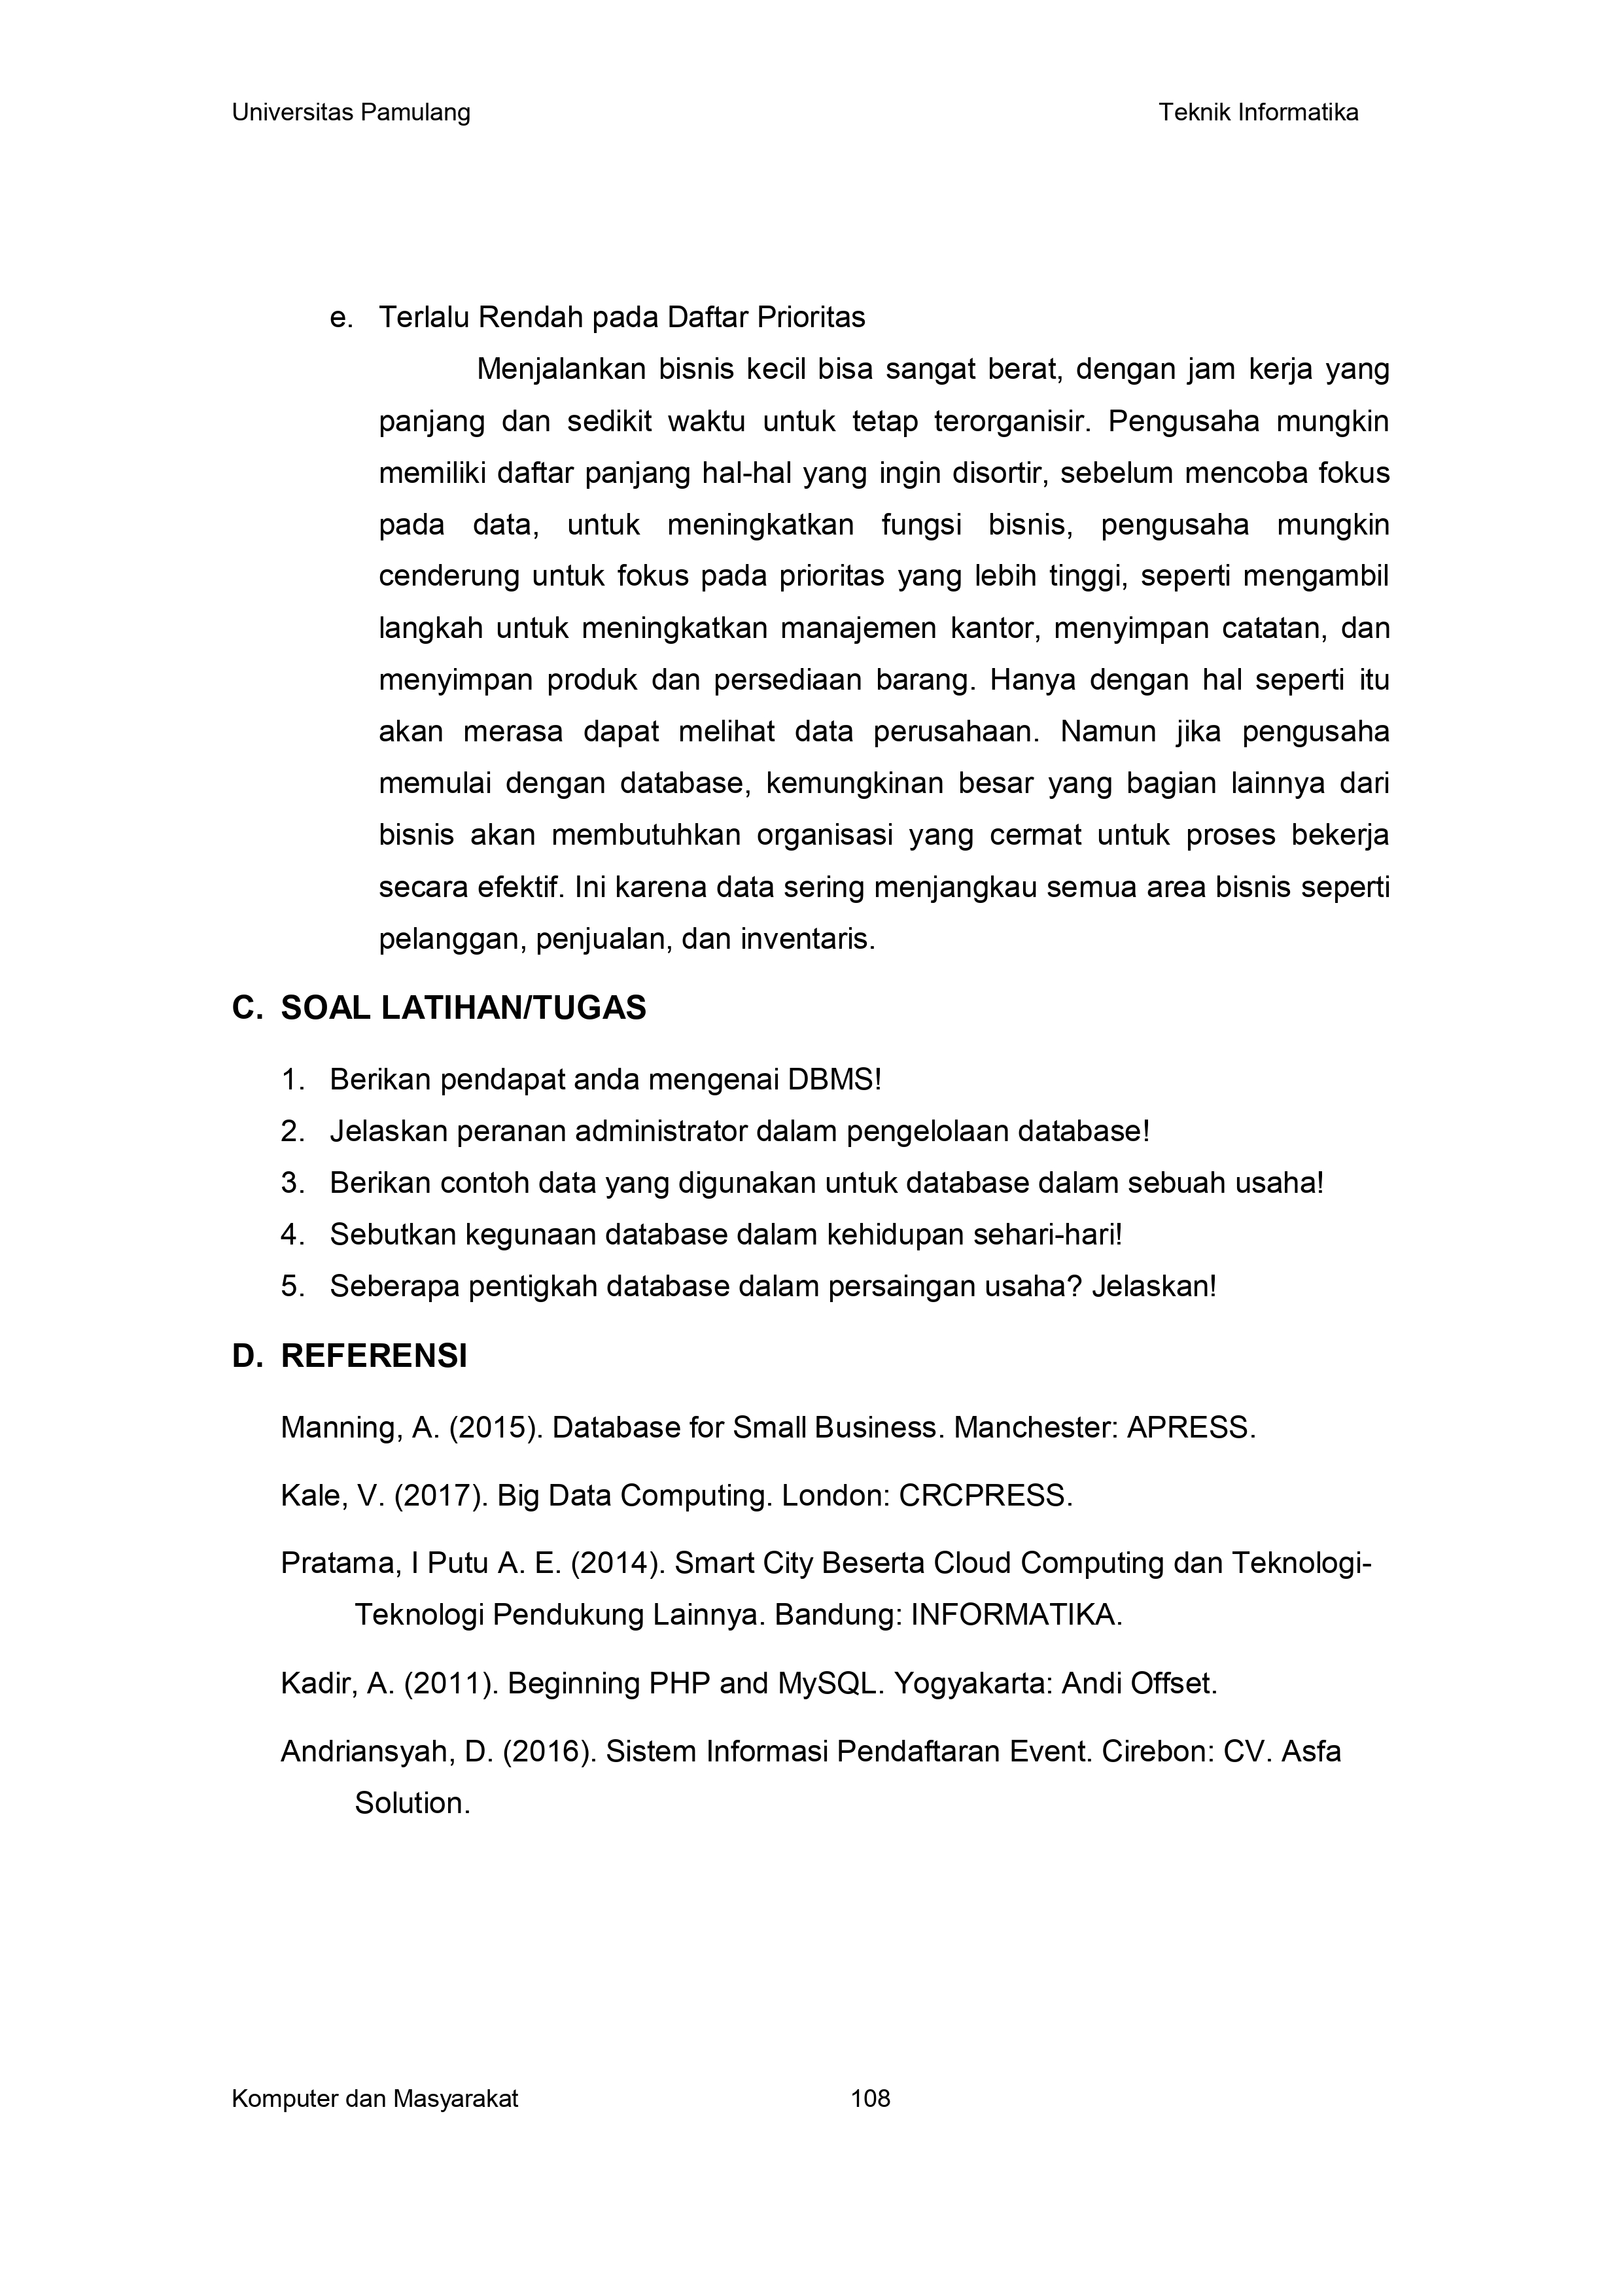 Universitas Pamulang Teknik Informatika
e. Terlalu Rendah pada Daftar Prioritas
Menjalankan bisnis kecil bisa sangat berat, dengan jam kerja yang
panjang dan sedikit waktu untuk tetap terorganisir. Pengusaha mungkin
memiliki daftar panjang hal-hal yang ingin disortir, sebelum mencoba fokus
pada data, untuk meningkatkan fungsi bisnis, pengusaha mungkin
cenderung untuk fokus pada prioritas yang lebih tinggi, seperti mengambil
langkah untuk meningkatkan manajemen kantor, menyimpan catatan, dan
menyimpan produk dan persediaan barang. Hanya dengan hal seperti itu
akan merasa dapat melihat data perusahaan. Namun jika pengusaha
memulai dengan database, kemungkinan besar yang bagian lainnya dari
bisnis akan membutuhkan organisasi yang cermat untuk proses bekerja
secara efektif. Ini karena data sering menjangkau semua area bisnis seperti
pelanggan, penjualan, dan inventaris.
C. SOAL LATIHAN/TUGAS
1. Berikan pendapat anda mengenai DBMS!
2. Jelaskan peranan administrator dalam pengelolaan database!
3. Berikan contoh data yang digunakan untuk database dalam sebuah usaha!
4. Sebutkan kegunaan database dalam kehidupan sehari-hari!
5. Seberapa pentigkah database dalam persaingan usaha? Jelaskan!
D. REFERENSI
Manning, A. (2015). Database for Small Business. Manchester: APRESS.
Kale, V. (2017). Big Data Computing. London: CRCPRESS.
Pratama, I Putu A. E. (2014). Smart City Beserta Cloud Computing dan Teknologi-
Teknologi Pendukung Lainnya. Bandung: INFORMATIKA.
Kadir, A. (2011). Beginning PHP and MySQL. Yogyakarta: Andi Offset.
Andriansyah, D. (2016). Sistem Informasi Pendaftaran Event. Cirebon: CV. Asfa
Solution.
Komputer dan Masyarakat 108